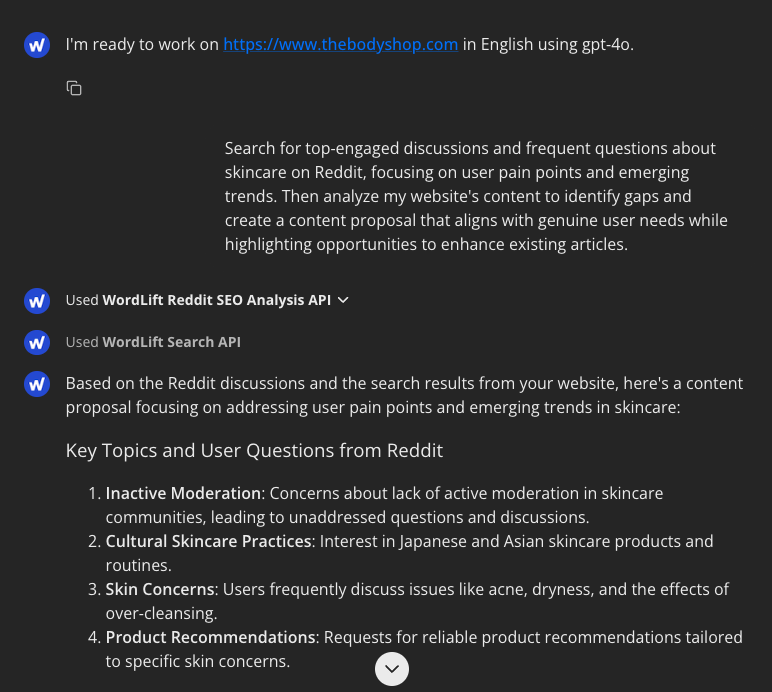 I'm ready to work on https://www.thebodyshop.com in English using gpt-4o.
Search for top-engaged discussions and frequent questions about
skincare on Reddit, focusing on user pain points and emerging
trends. Then analyze my website's content to identify gaps and
create a content proposal that aligns with genuine user needs while
highlighting opportunities to enhance existing articles.
Used WordLift Reddit SEO Analysis API
Used WordLift Search API
Based on the Reddit discussions and the search results from your website, here's a content
proposal focusing on addressing user pain points and emerging trends in skincare:
Key Topics and User Questions from Reddit
1. Inactive Moderation: Concerns about lack of active moderation in skincare
communities, leading to unaddressed questions and discussions.
2. Cultural Skincare Practices: Interest in Japanese and Asian skincare products and
routines.
3. Skin Concerns: Users frequently discuss issues like acne, dryness, and the effects of
over-cleansing.
4. Product Recommendations: Requests for reliable product recommendations tailored
to specific skin concerns.